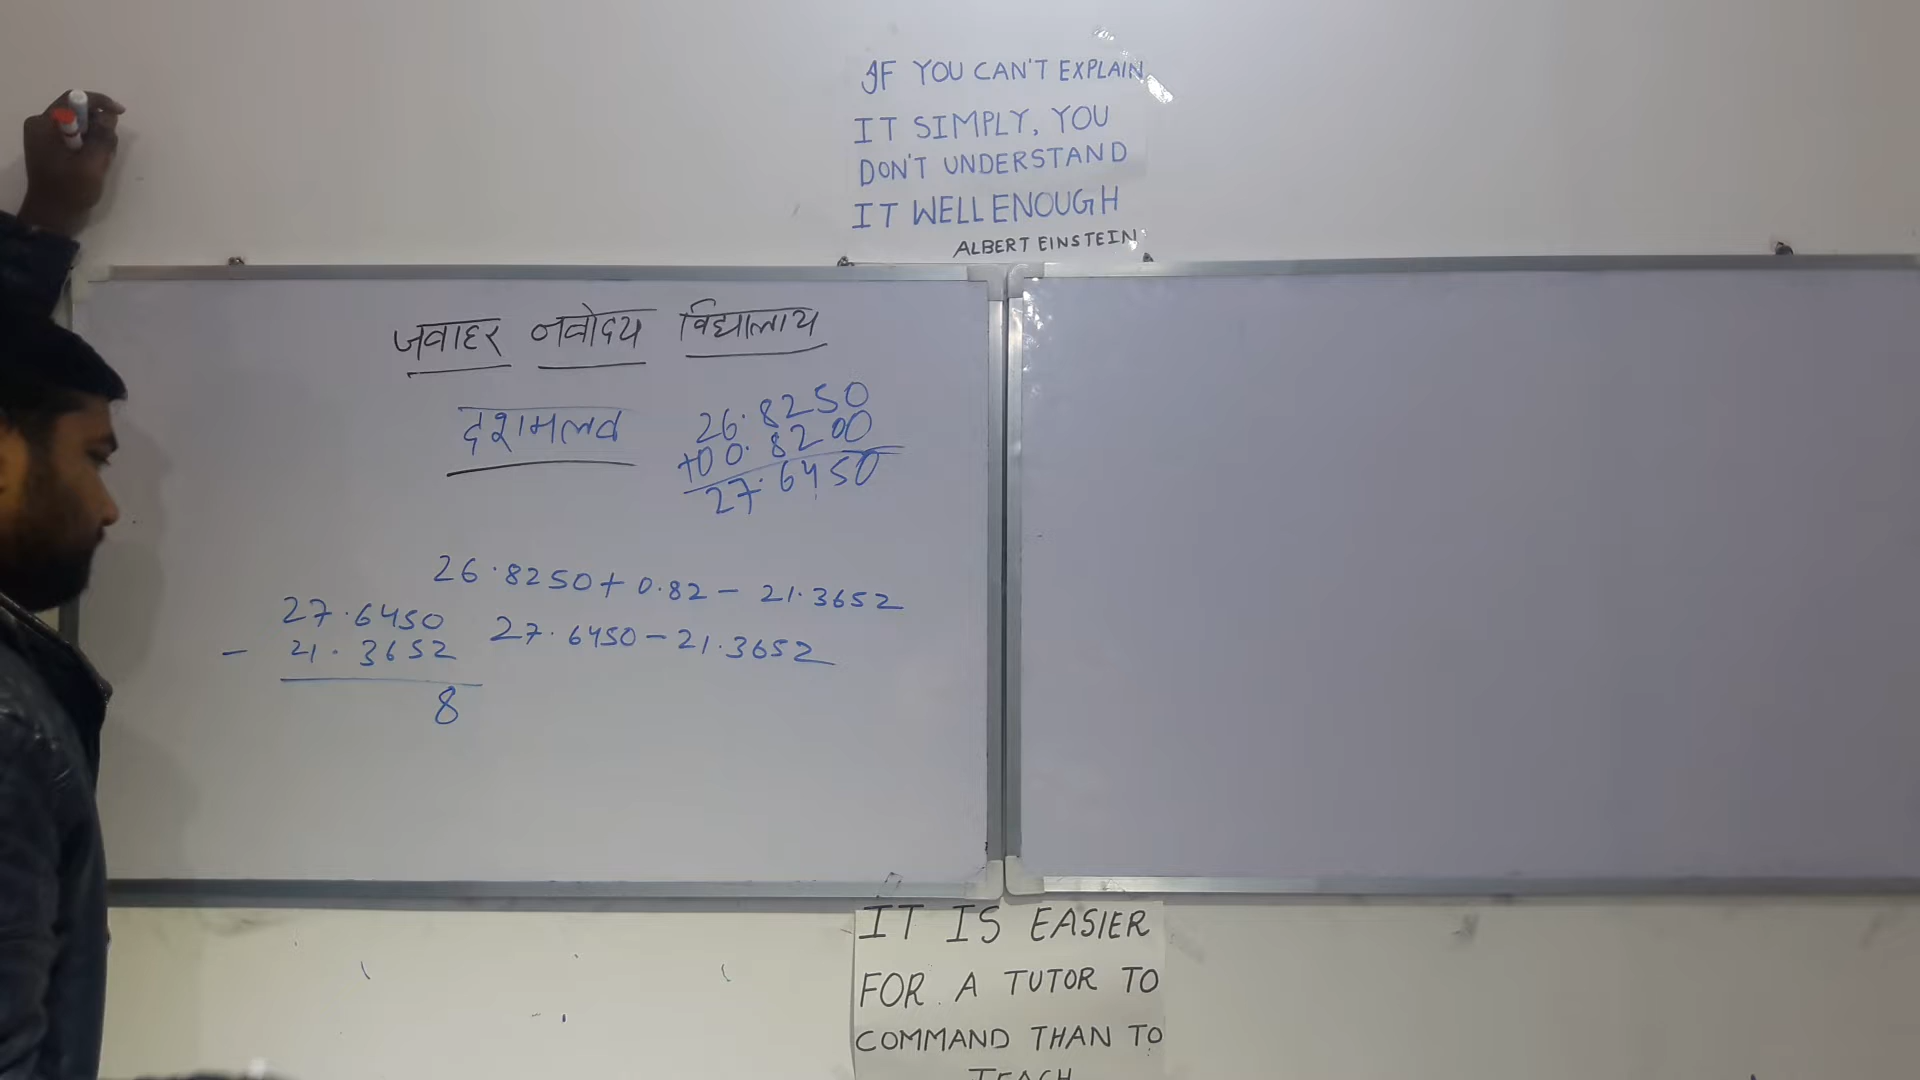 IF YOU CAN'T EXPLAIN
IT SIMPLY, YOU
DON'T UNDERSTAND
IT WELL ENOUGH
ALBERT EINSTEIN
जवाहर नवोदय विद्यालाय
दशमलव
26.8250
+00.8200
27.6450
26.8250+0.82-21.3652
27.6450-21.3652
27.6450
- 21.3652
8
IT IS EASIER
FOR A TUTOR TO
COMMAND THAN TO
TEACH